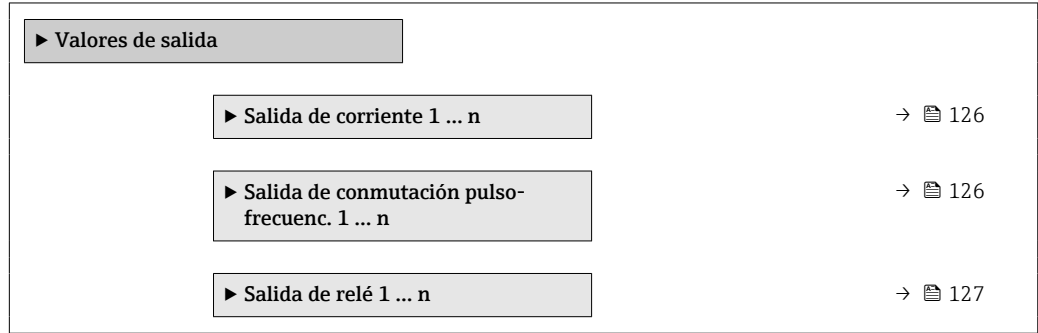 ► Valores de salida
► Salida de corriente 1 … n → 🖹 126
► Salida de conmutación pulso-
frecuenc. 1 … n → 🖹 126
► Salida de relé 1 … n → 🖹 127